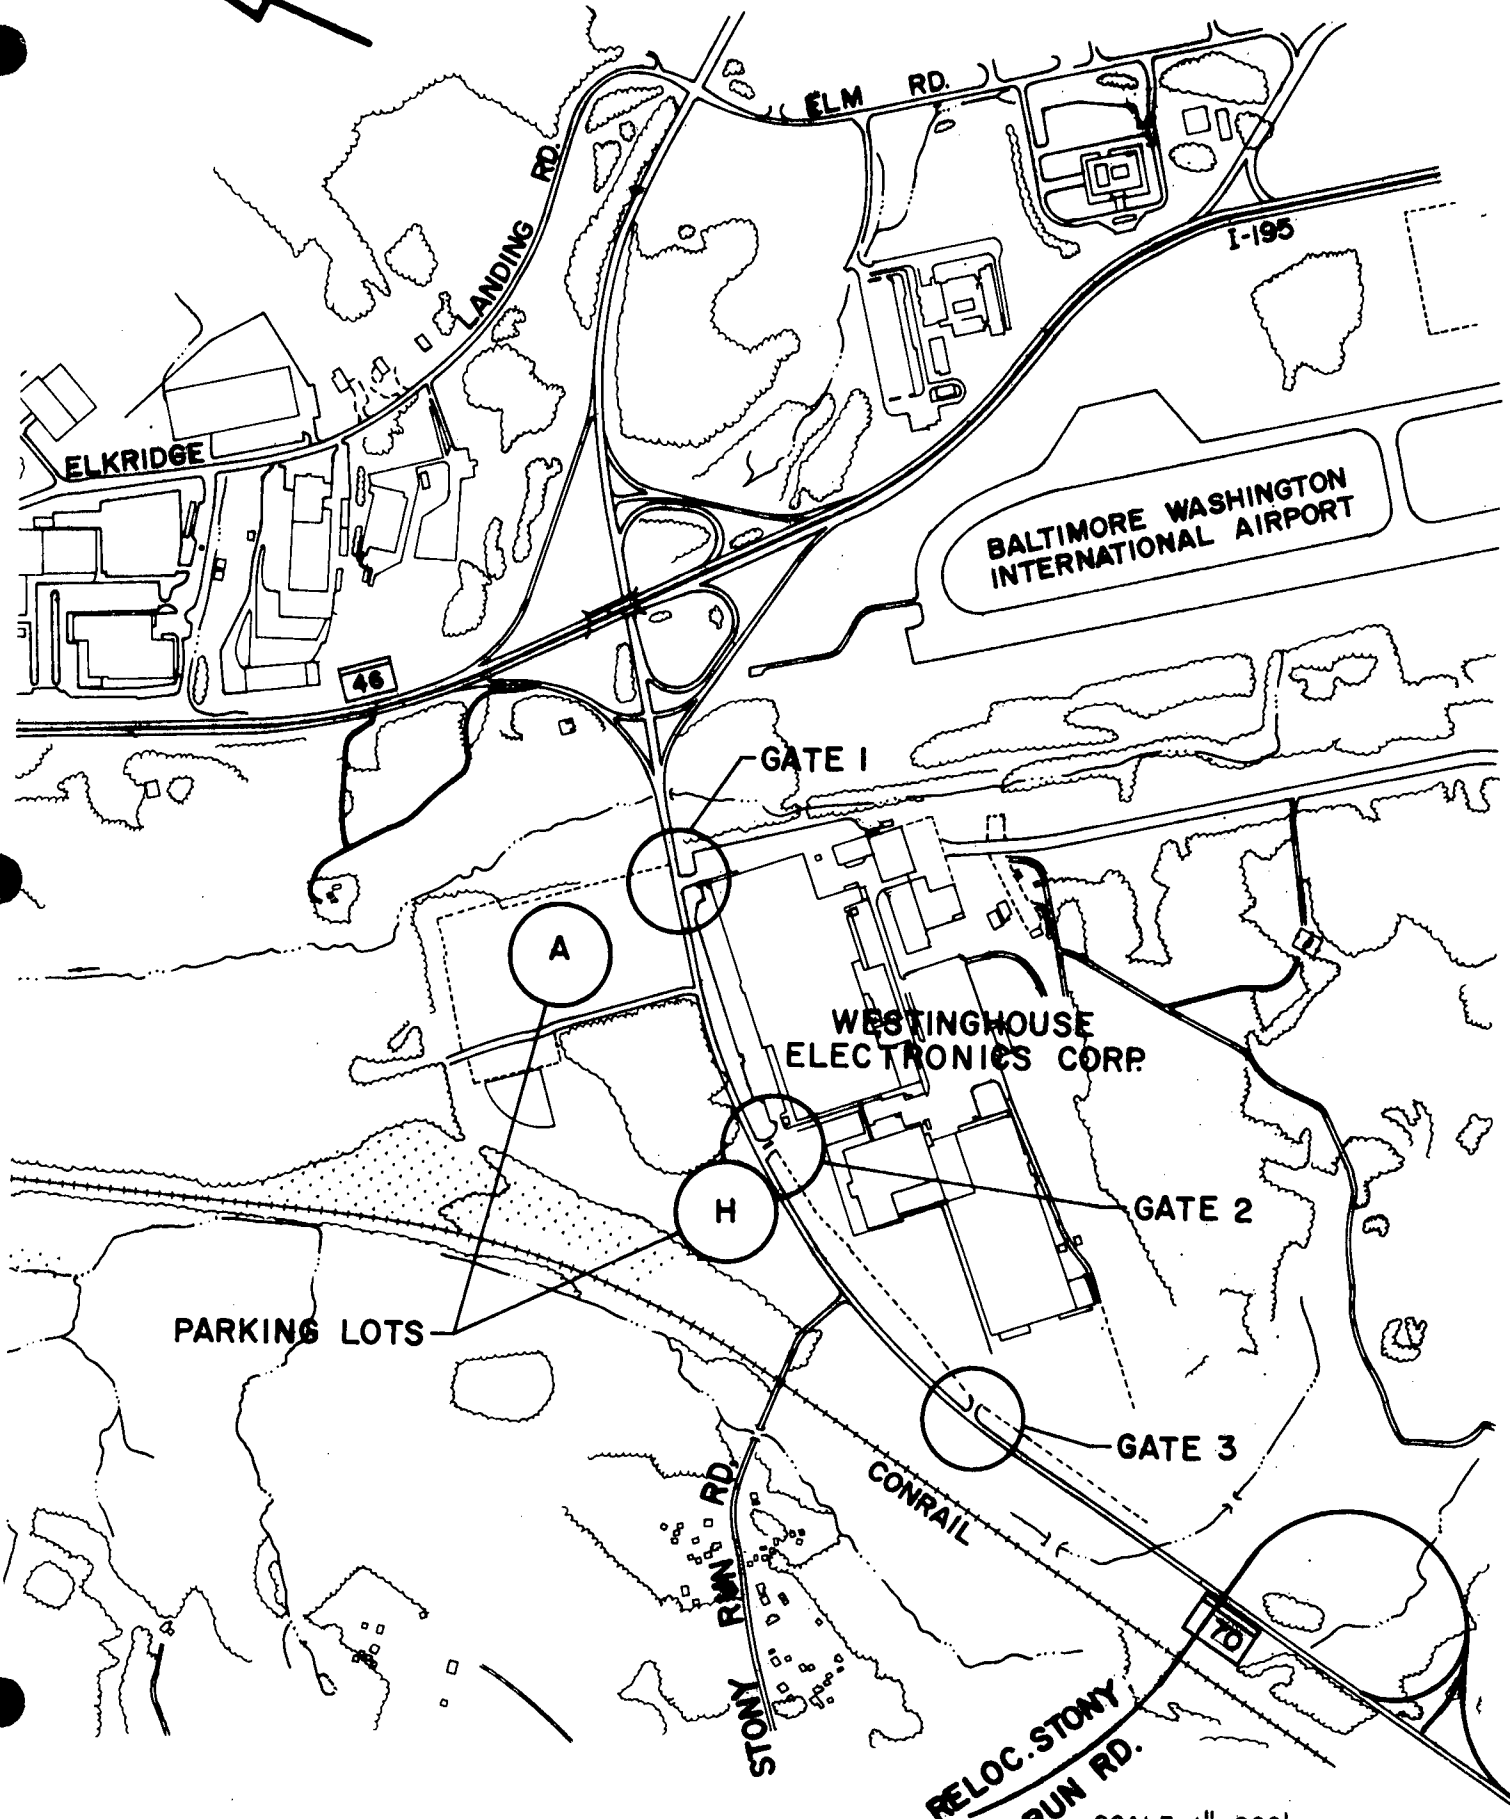 ELM RD.
LANDING RD.
I-195
ELKRIDGE
BALTIMORE WASHINGTON
INTERNATIONAL AIRPORT
46
GATE 1
A
WESTINGHOUSE
ELECTRONICS CORP.
H
GATE 2
PARKING LOTS
GATE 3
CONRAIL
STONY RUN RD.
70
RELOC. STONY
RUN RD.